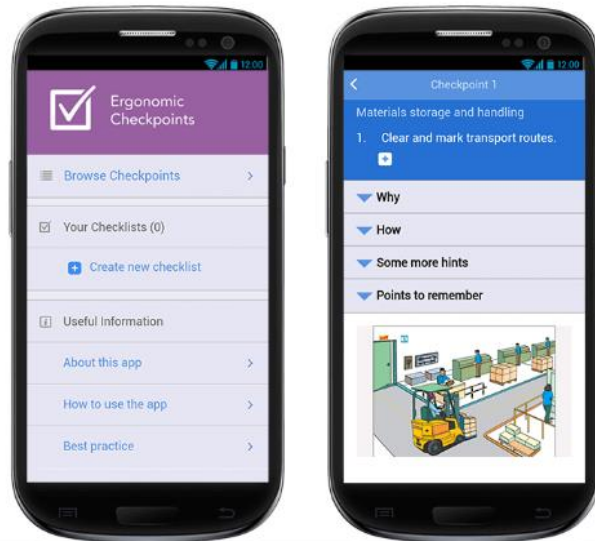 12:00
Ergonomic
Checkpoints
Browse Checkpoints
Your Checklists (0)
Create new checklist
Useful Information
About this app
How to use the app
Best practice
12:00
Checkpoint 1
Materials storage and handling
1. Clear and mark transport routes.
Why
How
Some more hints
Points to remember